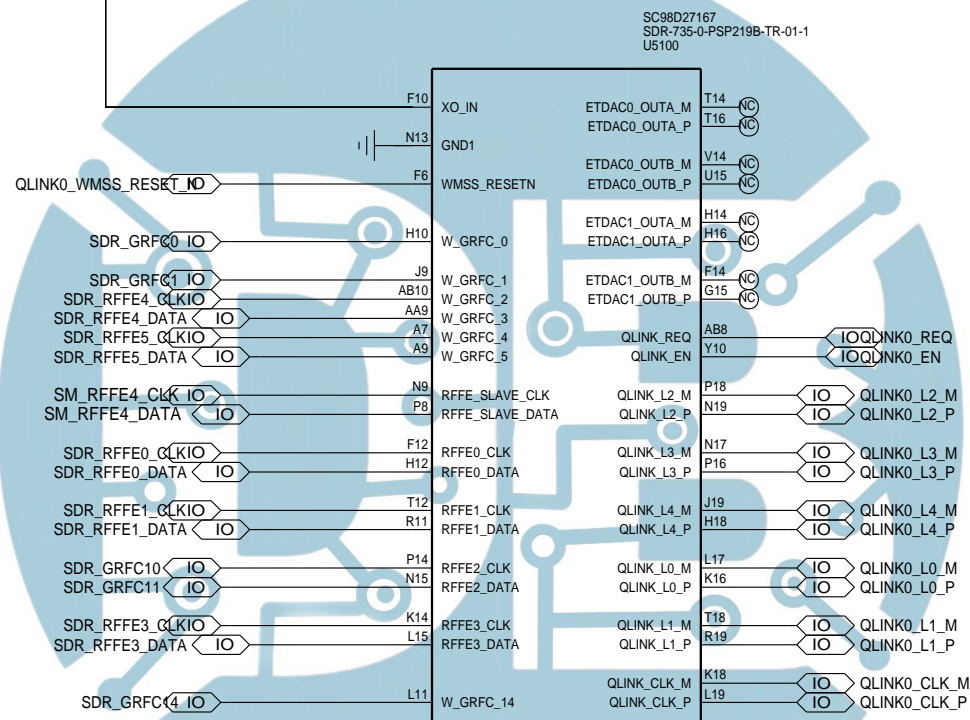 SC98D27167
SDR-735-0-PSP219B-TR-01-1
U5100
F10 XO_IN ETDAC0_OUTA_M T14 NC
ETDAC0_OUTA_P T16 NC
N13 GND1
ETDAC0_OUTB_M V14 NC
QLINK0_WMSS_RESET_N IO F6 WMSS_RESETN ETDAC0_OUTB_P U15 NC
ETDAC1_OUTA_M H14 NC
SDR_GRFC0 IO H10 W_GRFC_0 ETDAC1_OUTA_P H16 NC
SDR_GRFC1 IO J9 W_GRFC_1 ETDAC1_OUTB_M F14 NC
SDR_RFFE4_CLK IO AB10 W_GRFC_2 ETDAC1_OUTB_P G15 NC
SDR_RFFE4_DATA IO AA9 W_GRFC_3
SDR_RFFE5_CLK IO A7 W_GRFC_4 QLINK_REQ AB8 IO QLINK0_REQ
SDR_RFFE5_DATA IO A9 W_GRFC_5 QLINK_EN Y10 IO QLINK0_EN
SM_RFFE4_CLK IO N9 RFFE_SLAVE_CLK QLINK_L2_M P18 IO QLINK0_L2_M
SM_RFFE4_DATA IO P8 RFFE_SLAVE_DATA QLINK_L2_P N19 IO QLINK0_L2_P
SDR_RFFE0_CLK IO F12 RFFE0_CLK QLINK_L3_M N17 IO QLINK0_L3_M
SDR_RFFE0_DATA IO H12 RFFE0_DATA QLINK_L3_P P16 IO QLINK0_L3_P
SDR_RFFE1_CLK IO T12 RFFE1_CLK QLINK_L4_M J19 IO QLINK0_L4_M
SDR_RFFE1_DATA IO R11 RFFE1_DATA QLINK_L4_P H18 IO QLINK0_L4_P
SDR_GRFC10 IO P14 RFFE2_CLK QLINK_L0_M L17 IO QLINK0_L0_M
SDR_GRFC11 IO N15 RFFE2_DATA QLINK_L0_P K16 IO QLINK0_L0_P
SDR_RFFE3_CLK IO K14 RFFE3_CLK QLINK_L1_M T18 IO QLINK0_L1_M
SDR_RFFE3_DATA IO L15 RFFE3_DATA QLINK_L1_P R19 IO QLINK0_L1_P
QLINK_CLK_M K18 IO QLINK0_CLK_M
SDR_GRFC14 IO L11 W_GRFC_14 QLINK_CLK_P L19 IO QLINK0_CLK_P